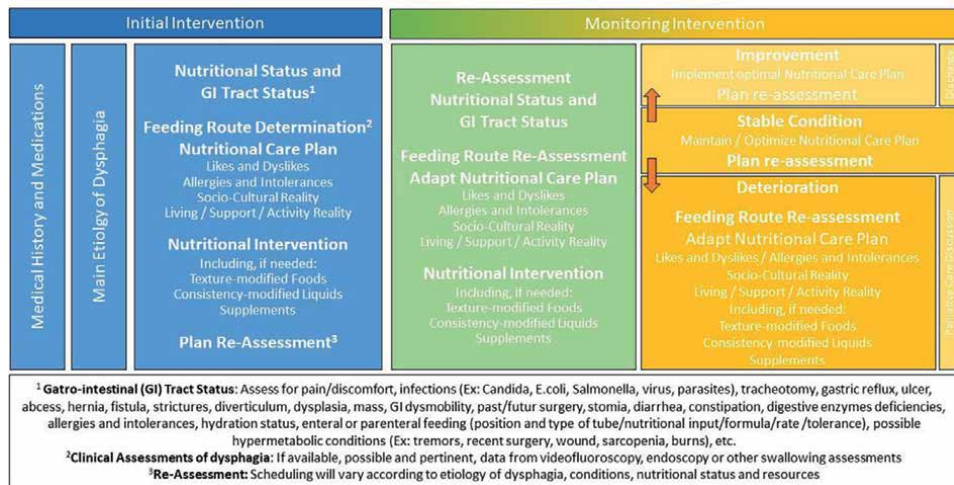 Initial Intervention
Monitoring Intervention
Medical History and Medications
Main Etiology of Dysphagia
Nutritional Status and
GI Tract Status¹
Feeding Route Determination²
Nutritional Care Plan
Likes and Dyslikes
Allergies and Intolerances
Socio-Cultural Reality
Living / Support / Activity Reality
Nutritional Intervention
Including, if needed:
Texture-modified Foods
Consistency-modified Liquids
Supplements
Plan Re-Assessment³
Re-Assessment
Nutritional Status and
GI Tract Status
Feeding Route Re-Assessment
Adapt Nutritional Care Plan
Likes and Dyslikes
Allergies and Intolerances
Socio-Cultural Reality
Living / Support / Activity Reality
Nutritional Intervention
Including, if needed:
Texture-modified Foods
Consistency-modified Liquids
Supplements
Improvement
Implement optimal Nutritional Care Plan
Plan re-assessment
Discharge
Stable Condition
Maintain / Optimize Nutritional Care Plan
Plan re-assessment
Deterioration
Feeding Route Re-assessment
Adapt Nutritional Care Plan
Likes and Dyslikes / Allergies and Intolerances
Socio-Cultural Reality
Living / Support / Activity Reality
Including, if needed:
Texture-modified Foods
Consistency-modified Liquids
Supplements
Palliative Care Discussion
¹ Gatro-intestinal (GI) Tract Status: Assess for pain/discomfort, infections (Ex: Candida, E.coli, Salmonella, virus, parasites), tracheotomy, gastric reflux, ulcer,
abcess, hernia, fistula, strictures, diverticulum, dysplasia, mass, GI dysmobility, past/futur surgery, stomia, diarrhea, constipation, digestive enzymes deficiencies,
allergies and intolerances, hydration status, enteral or parenteral feeding (position and type of tube/nutritional input/formula/rate/tolerance), possible
hypermetabolic conditions (Ex: tremors, recent surgery, wound, sarcopenia, burns), etc.
²Clinical Assessments of dysphagia: If available, possible and pertinent, data from videofluoroscopy, endoscopy or other swallowing assessments
³Re-Assessment: Scheduling will vary according to etiology of dysphagia, conditions, nutritional status and resources